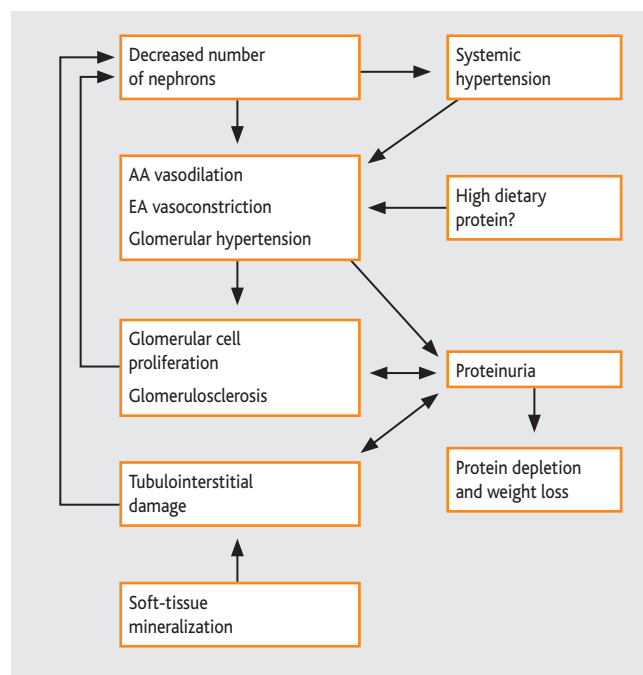 Decreased number
of nephrons
Systemic
hypertension
AA vasodilation
EA vasoconstriction
Glomerular hypertension
High dietary
protein?
Glomerular cell
proliferation
Glomerulosclerosis
Proteinuria
Tubulointerstitial
damage
Protein depletion
and weight loss
Soft-tissue
mineralization